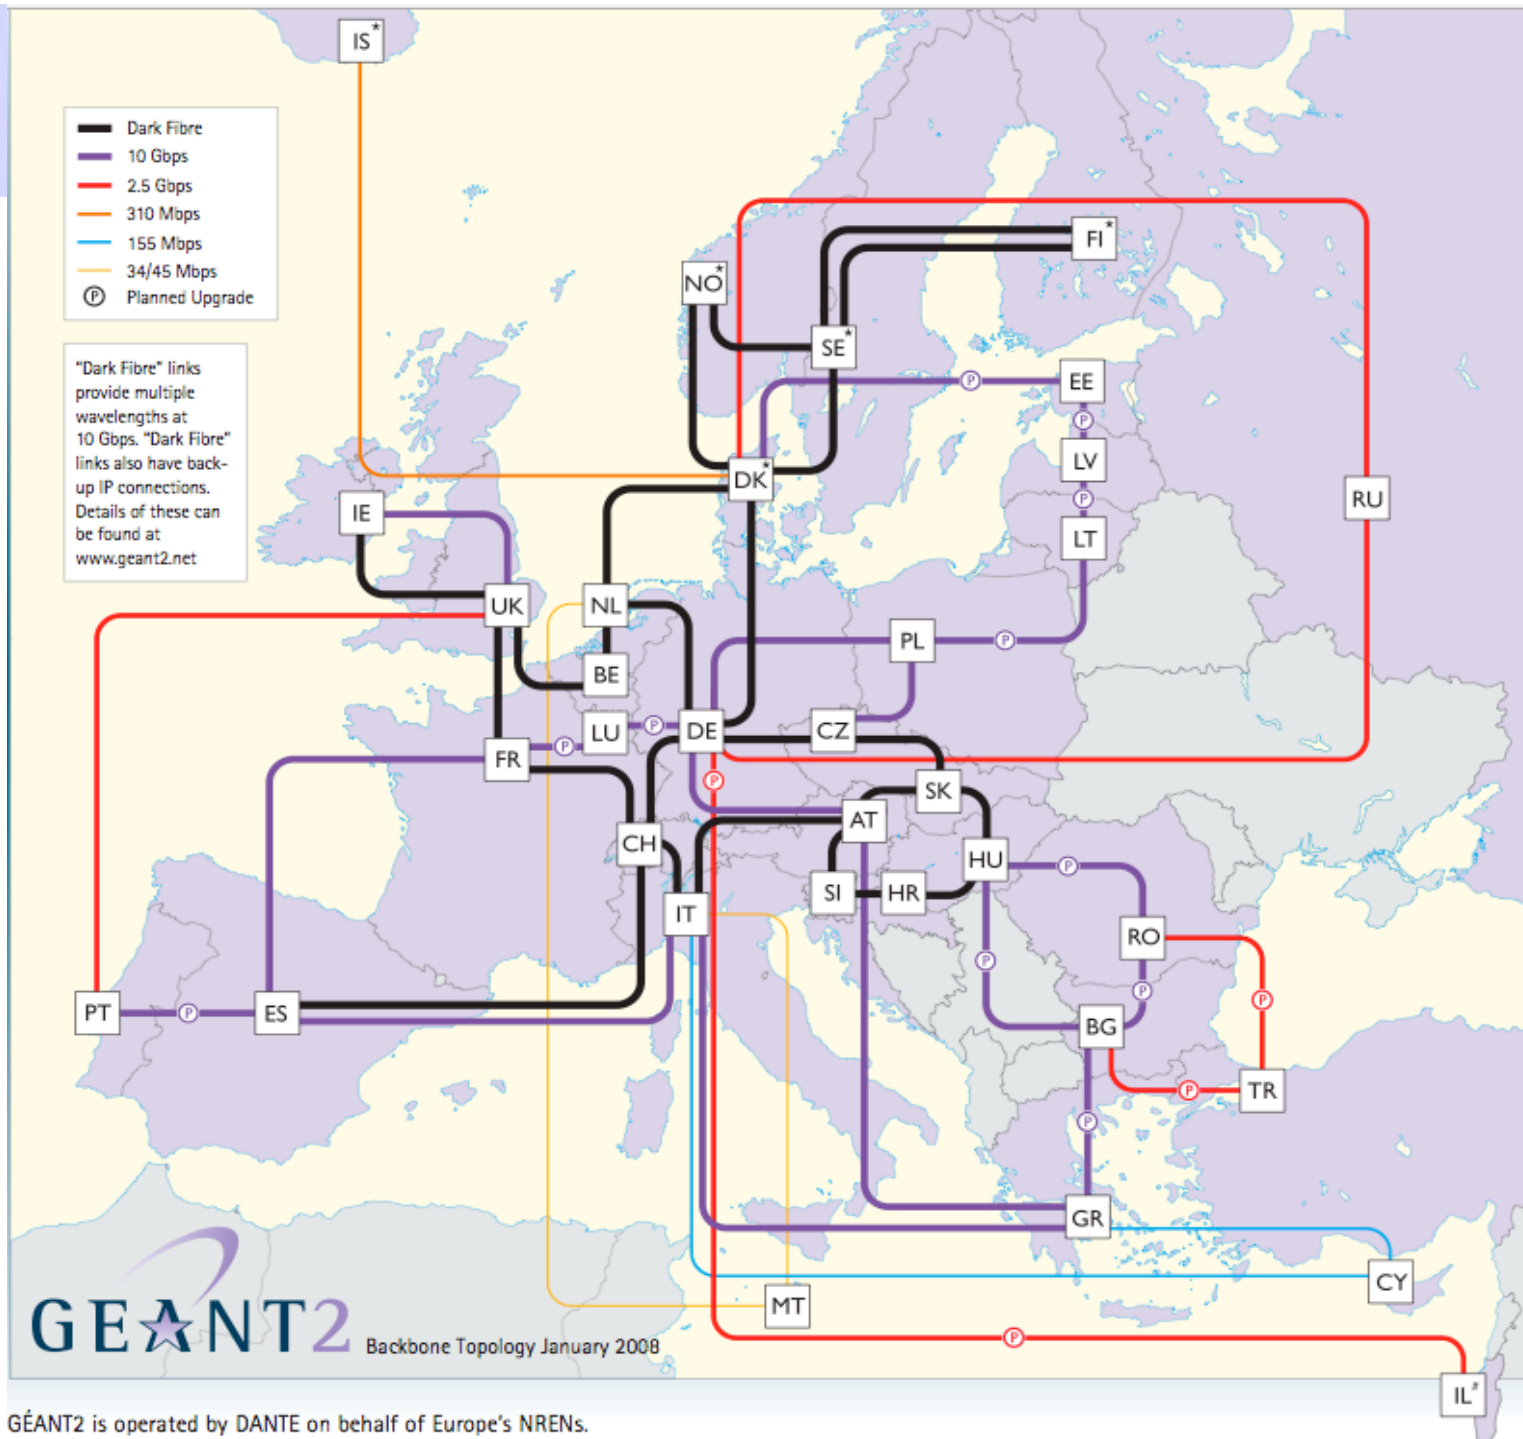 IS*
Dark Fibre
10 Gbps
2.5 Gbps
310 Mbps
155 Mbps
34/45 Mbps
P Planned Upgrade
"Dark Fibre" links
provide multiple
wavelengths at
10 Gbps. "Dark Fibre"
links also have back-
up IP connections.
Details of these can
be found at
www.geant2.net
FI*
NO*
SE*
EE
P
P
LV
DK*
P
RU
IE
LT
UK
NL
PL
P
BE
LU
P
DE
CZ
FR
P
P
SK
AT
CH
HU
P
SI
HR
IT
RO
P
P
P
PT
P
ES
BG
TR
P
P
GR
CY
MT
GEANT2
Backbone Topology January 2008
P
IL#
GÉANT2 is operated by DANTE on behalf of Europe's NRENs.